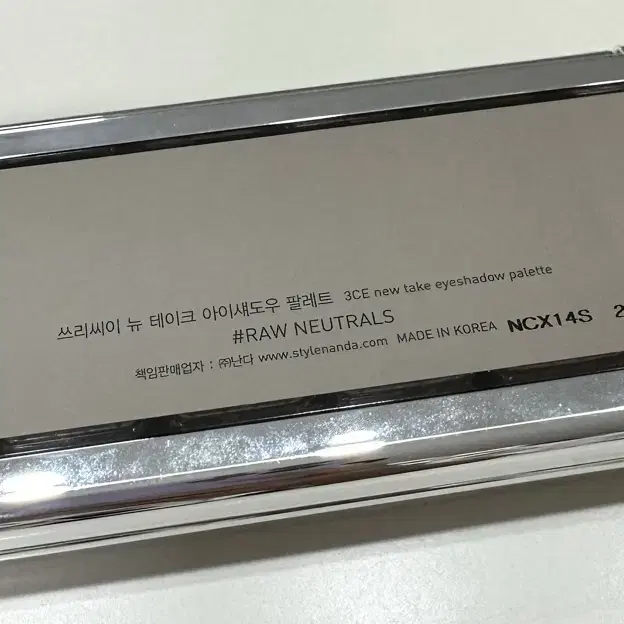 쓰리씨이 뉴 테이크 아이섀도우 팔레트 3CE new take eyeshadow palette
#RAW NEUTRALS
책임판매업자 : ㈜난다 www.stylenanda.com MADE IN KOREA NCX14S 2